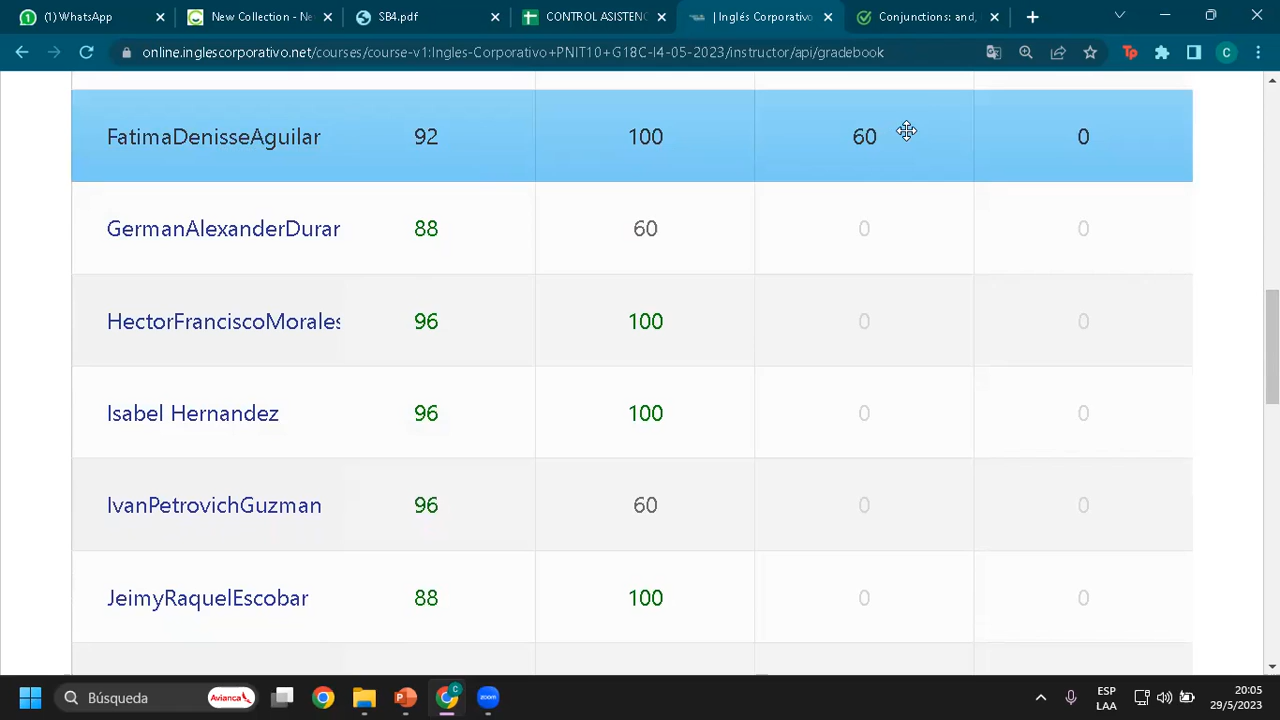 (1) WhatsApp
New Collection - Ne
SB4.pdf
CONTROL ASISTENC
| Inglés Corporativo
Conjunctions: and,
online.inglescorporativo.net/courses/course-v1:Ingles-Corporativo+PNIT10+G18C-I4-05-2023/instructor/api/gradebook
FatimaDenisseAguilar 92 100 60 0
GermanAlexanderDurar 88 60 0 0
HectorFranciscoMorales 96 100 0 0
Isabel Hernandez 96 100 0 0
IvanPetrovichGuzman 96 60 0 0
JeimyRaquelEscobar 88 100 0 0
Búsqueda
Avianca
zoom
ESP
LAA
20:05
29/5/2023